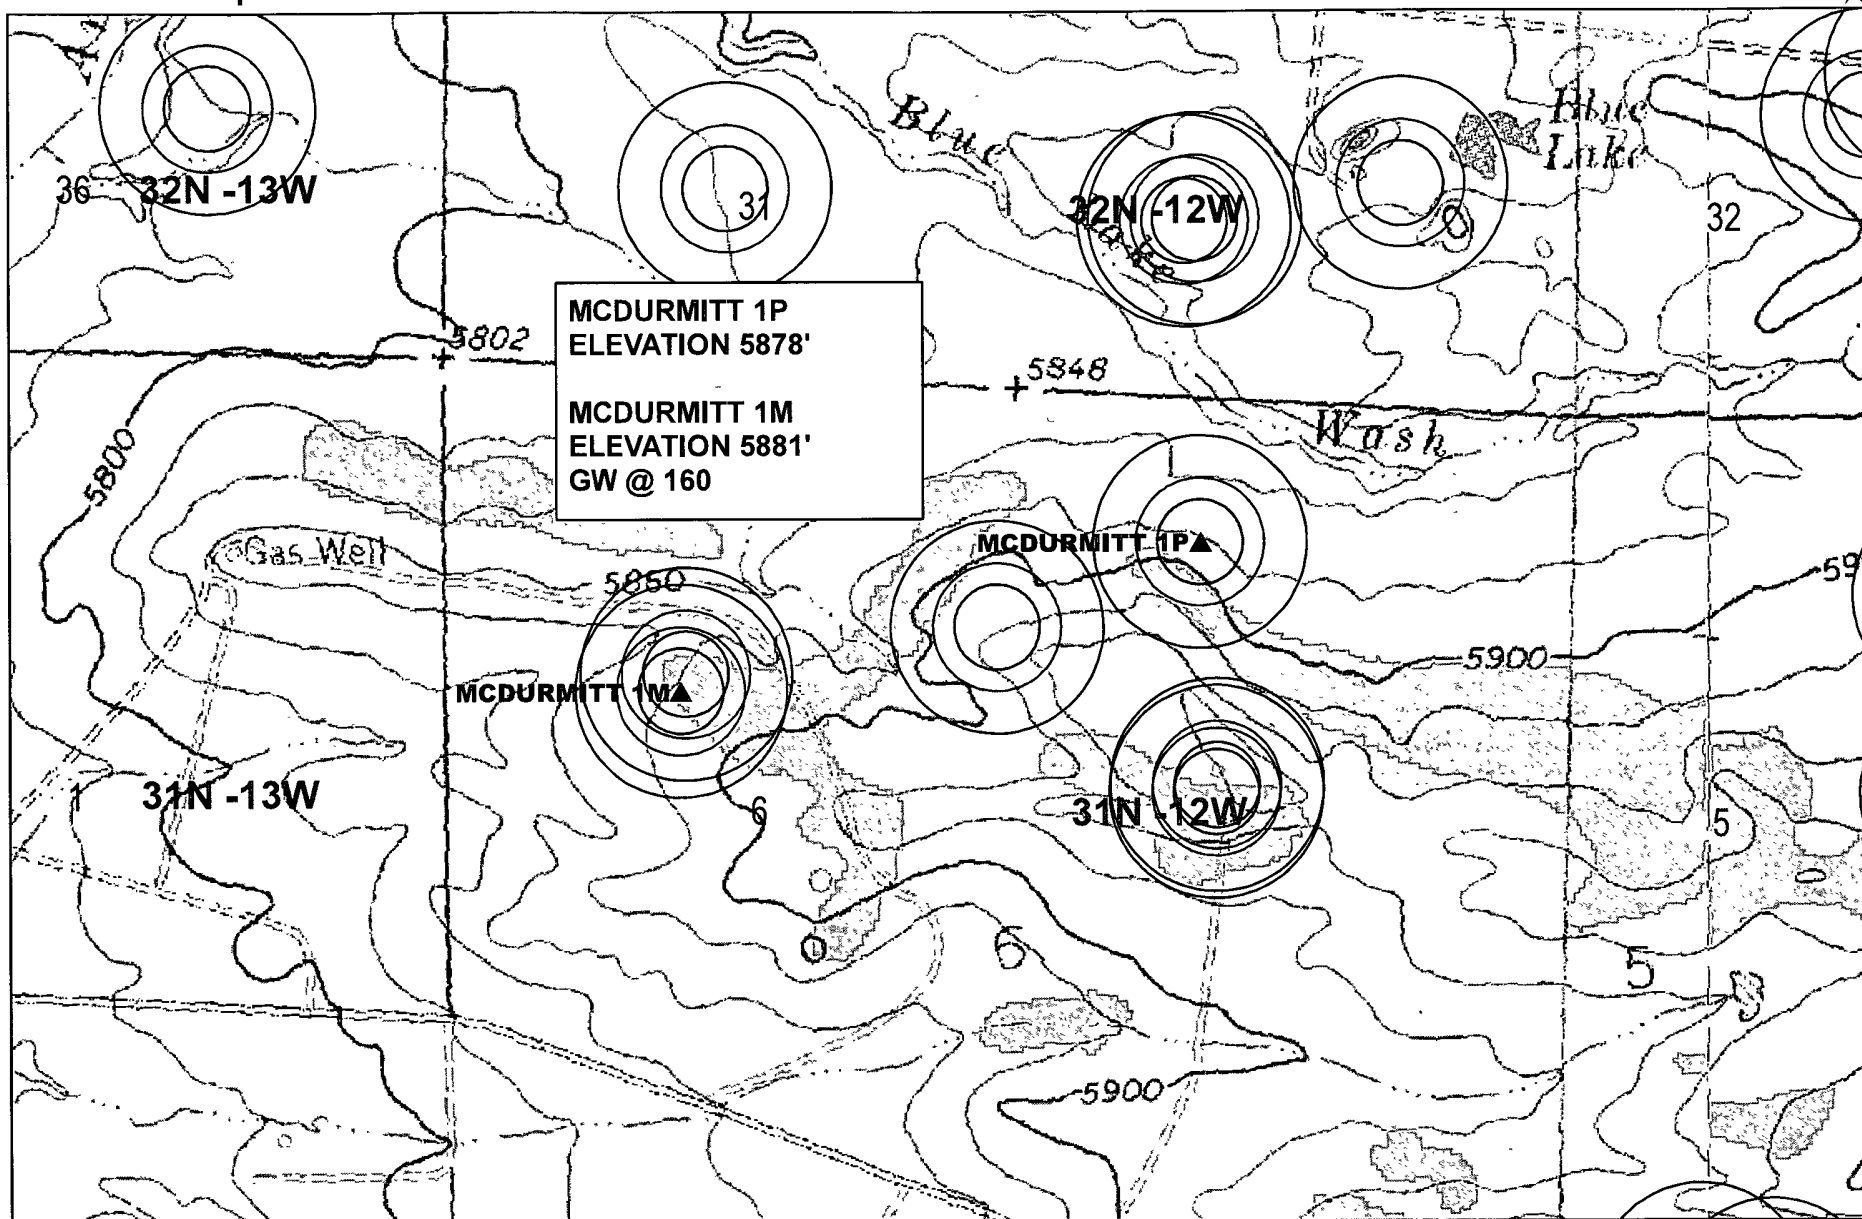 Blue
Blue
Lake
36
32N -13W
31
32N -12W
Lake
32
MCDURMITT 1P
ELEVATION 5878'
5802
5848
MCDURMITT 1M
ELEVATION 5881'
GW @ 160
Wash
5800
Gas Well
MCDURMITT 1P
5860
59
5900
MCDURMITT 1M
1
31N -13W
6
31N -12W
5
6
5
5900